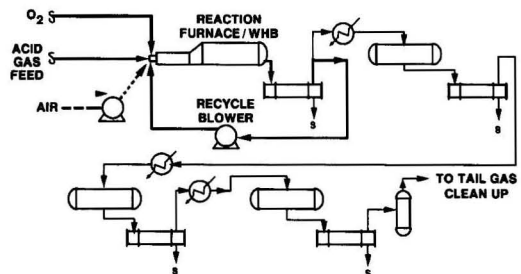 O₂
REACTION
FURNACE/WHB
ACID
GAS
FEED
AIR
RECYCLE
BLOWER
S
S
TO TAIL GAS
CLEAN UP
S
S